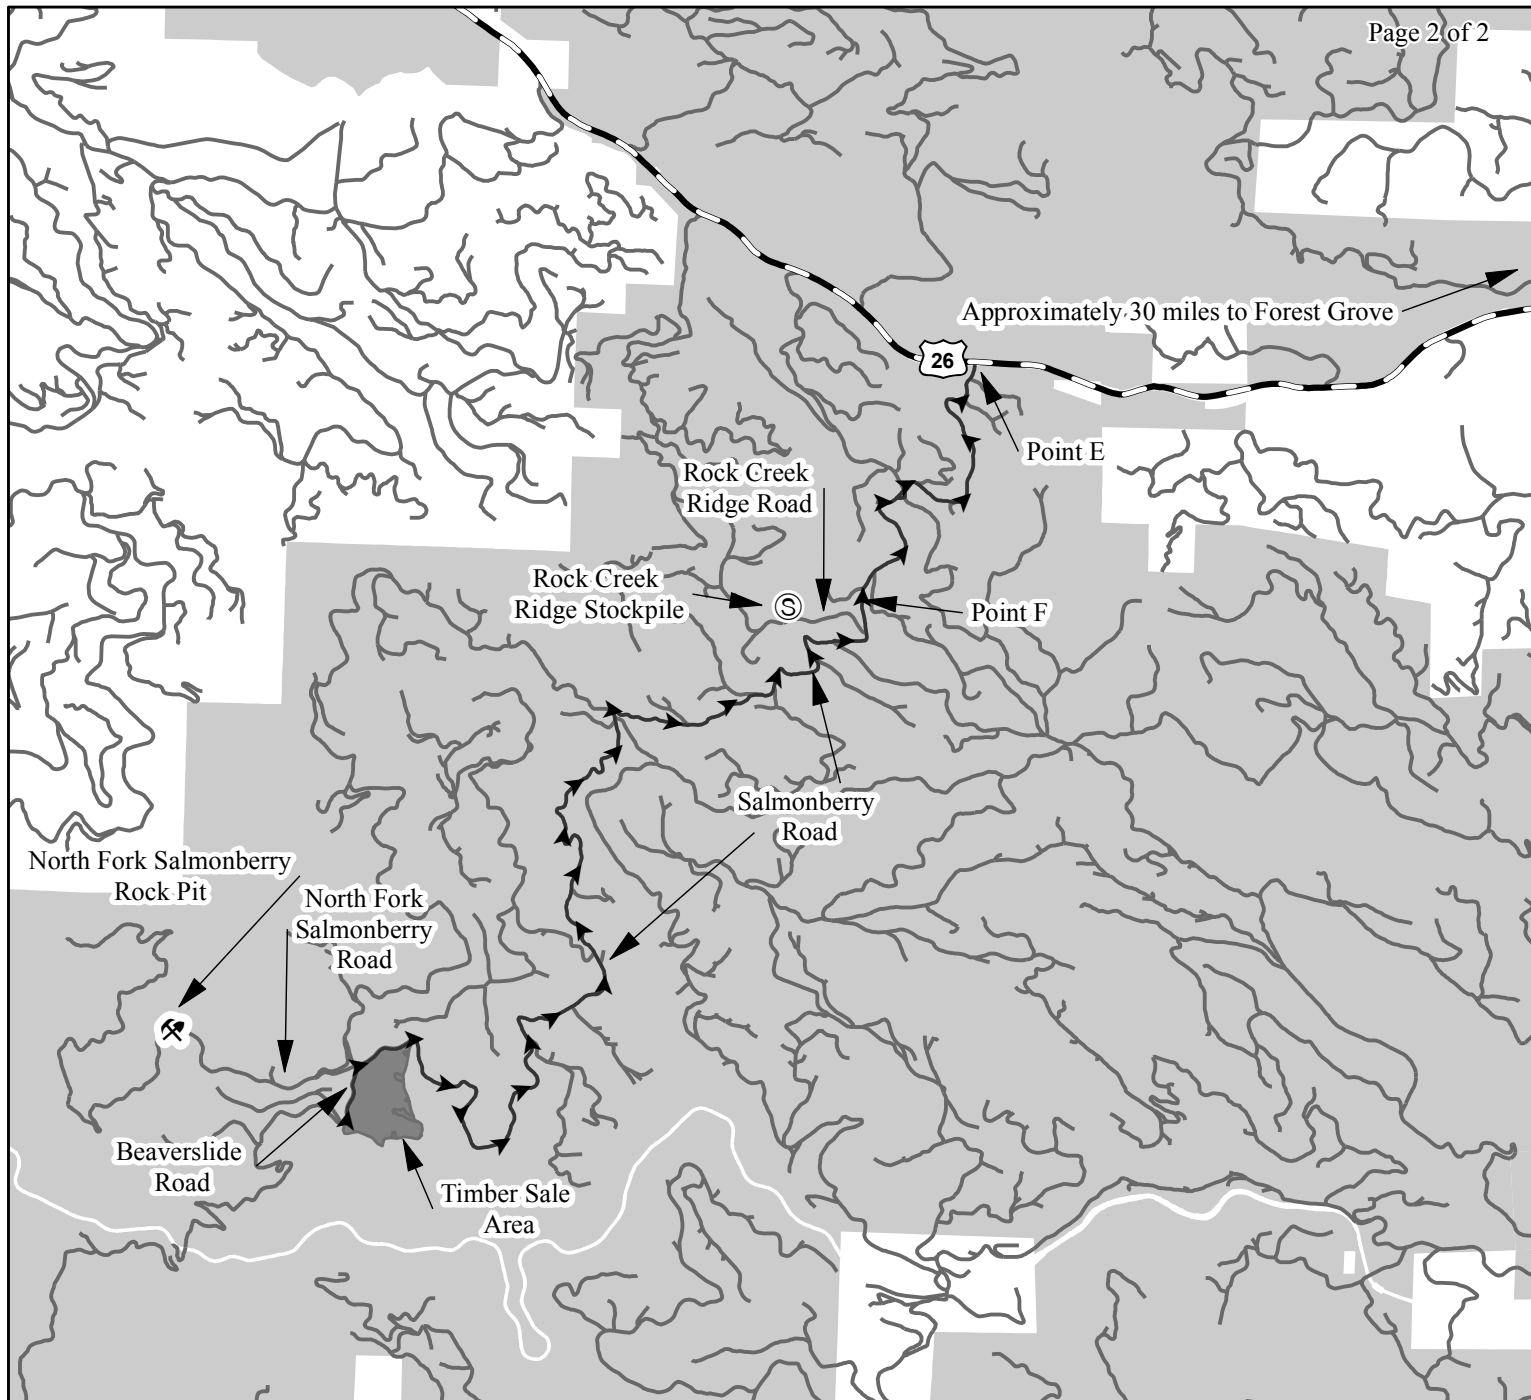 Page 2 of 2
Approximately 30 miles to Forest Grove
26
Point E
Rock Creek
Ridge Road
Rock Creek
Ridge Stockpile
S
Point F
Salmonberry
Road
North Fork Salmonberry
Rock Pit
North Fork
Salmonberry
Road
Beaverslide
Road
Timber Sale
Area